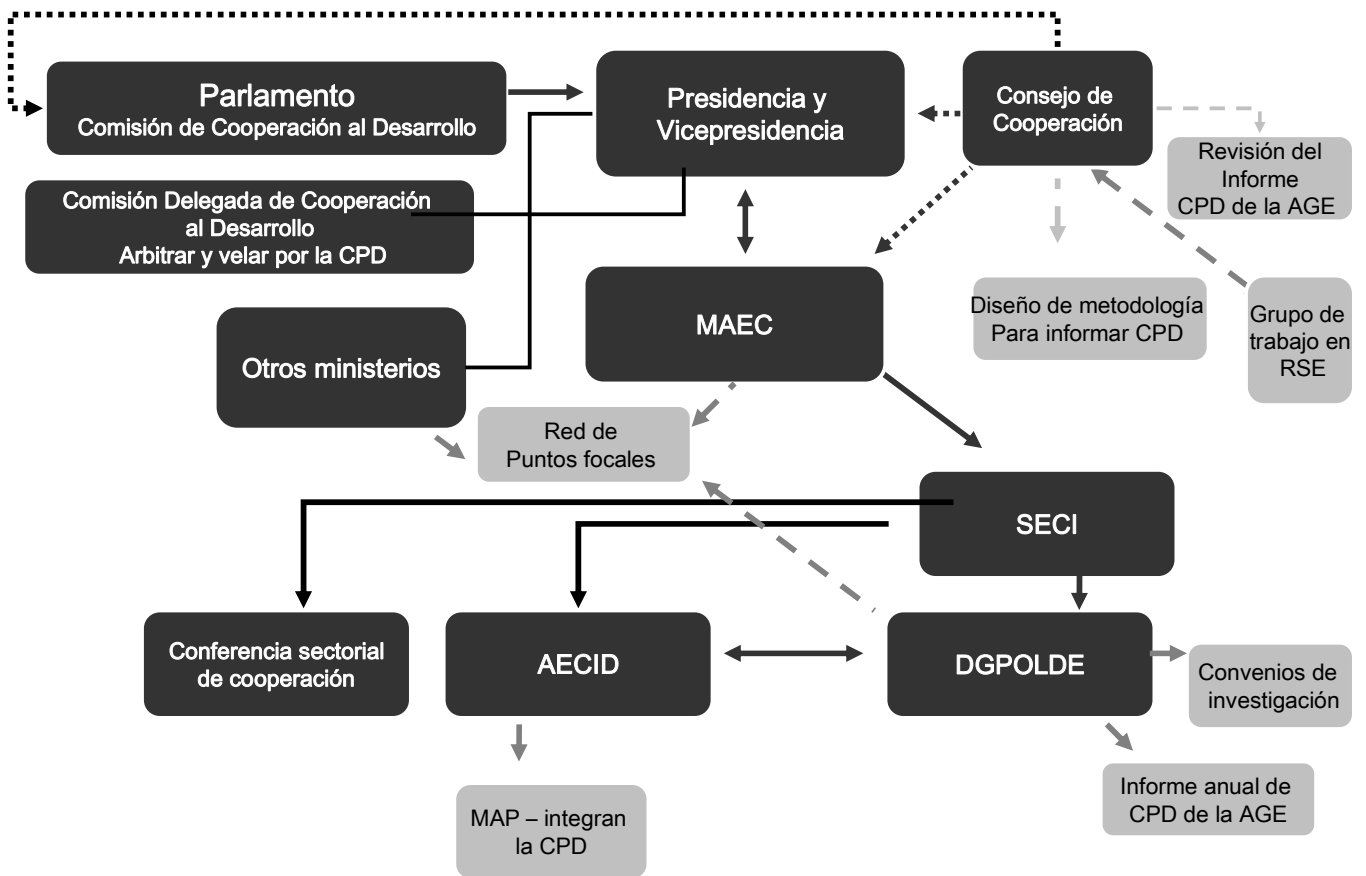 Parlamento
Comisión de Cooperación al Desarrollo
Presidencia y
Vicepresidencia
Consejo de
Cooperación
Revisión del
Informe
CPD de la AGE
Comisión Delegada de Cooperación
al Desarrollo
Arbitrar y velar por la CPD
MAEC
Diseño de metodología
Para informar CPD
Grupo de
trabajo en
RSE
Otros ministerios
Red de
Puntos focales
SECI
Conferencia sectorial
de cooperación
AECID
DGPOLDE
Convenios de
investigación
MAP – integran
la CPD
Informe anual de
CPD de la AGE